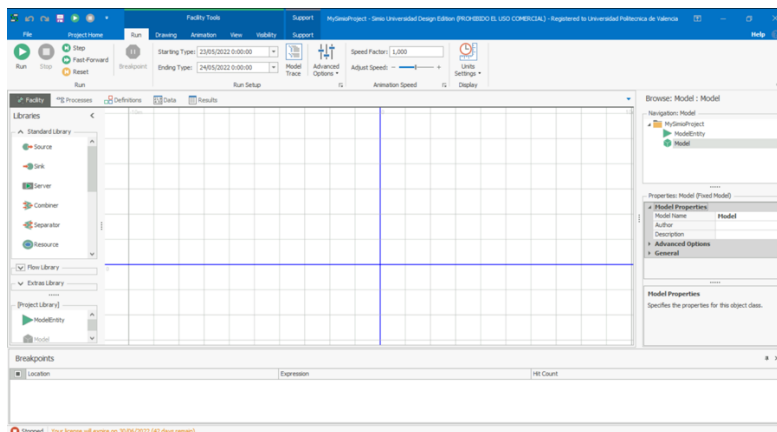 Facility Tools Support MySimioProject - Simio Universidad Design Edition (PROHIBIDO EL USO COMERCIAL) - Registered to Universidad Politecnica de Valencia
File Project Home Run Drawing Animation View Visibility Support Help
Run Stop Step Fast-Forward Reset Breakpoint
Starting Type: 23/05/2022 0:00:00
Ending Type: 24/05/2022 0:00:00
Model Trace Advanced Options
Speed Factor: 1,000
Adjust Speed:
Units Settings
Run Run Setup Animation Speed Display
Facility Processes Definitions Data Results
Libraries
Standard Library
Source
Sink
Server
Combiner
Separator
Resource
Flow Library
Extras Library
[Project Library]
ModelEntity
Model
Browse: Model : Model
Navigation: Model
MySimioProject
ModelEntity
Model
Properties: Model (Fixed Model)
Model Properties
Model Name Model
Author
Description
Advanced Options
General
Model Properties
Specifies the properties for this object class.
Breakpoints
Location Expression Hit Count
Stopped